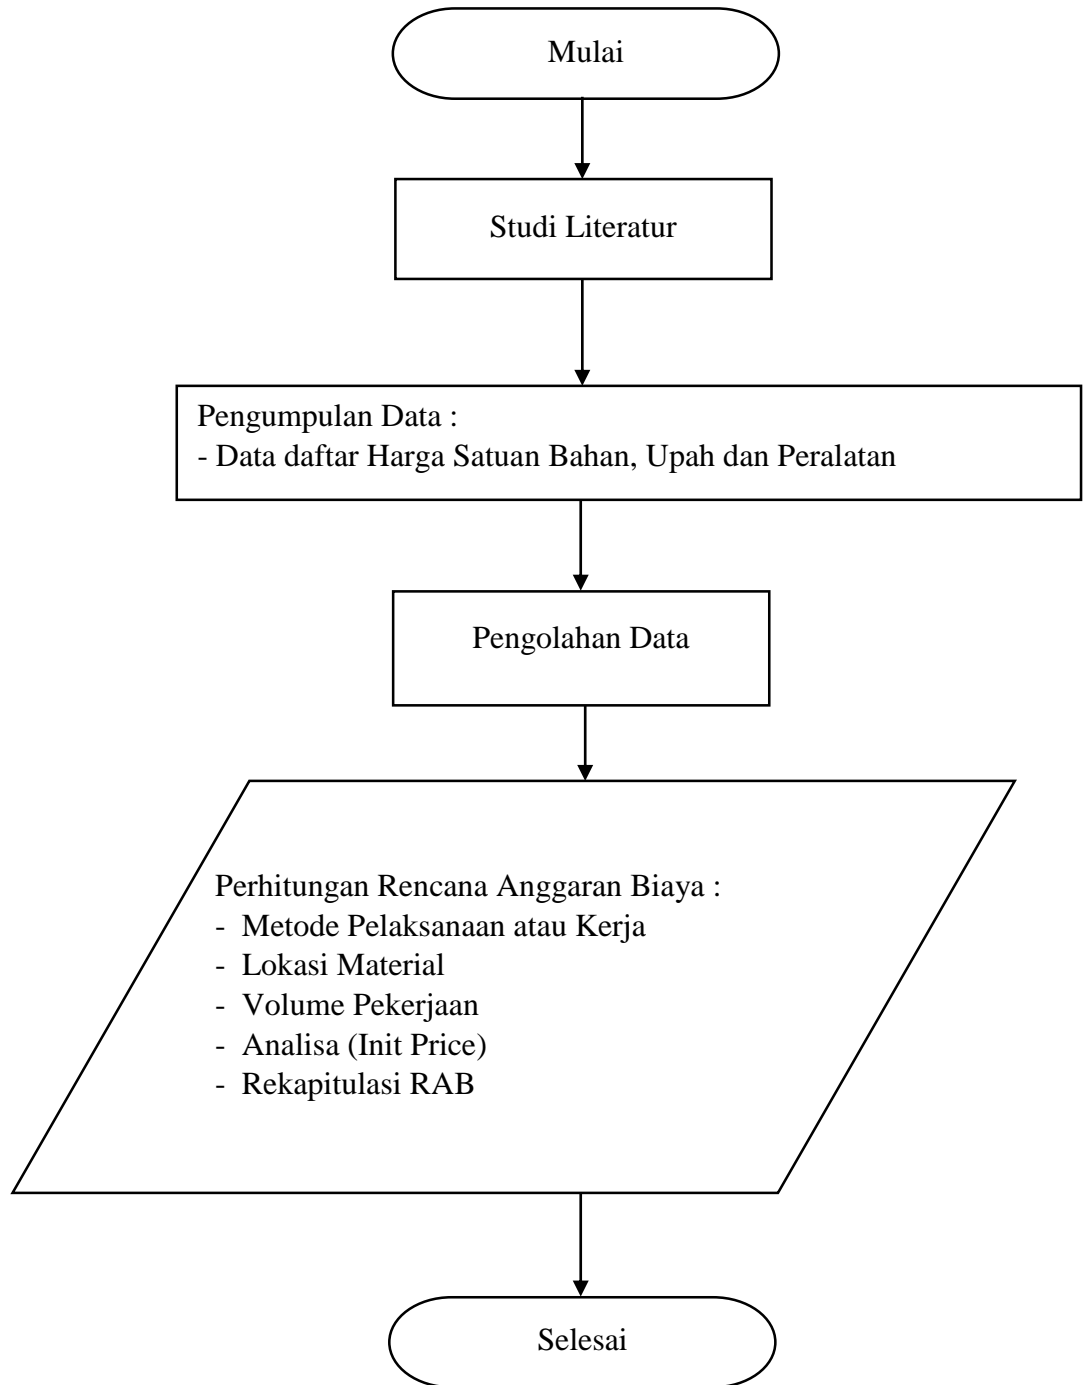 Mulai
Studi Literatur
Pengumpulan Data :
- Data daftar Harga Satuan Bahan, Upah dan Peralatan
Pengolahan Data
Perhitungan Rencana Anggaran Biaya :
- Metode Pelaksanaan atau Kerja
- Lokasi Material
- Volume Pekerjaan
- Analisa (Init Price)
- Rekapitulasi RAB
Selesai